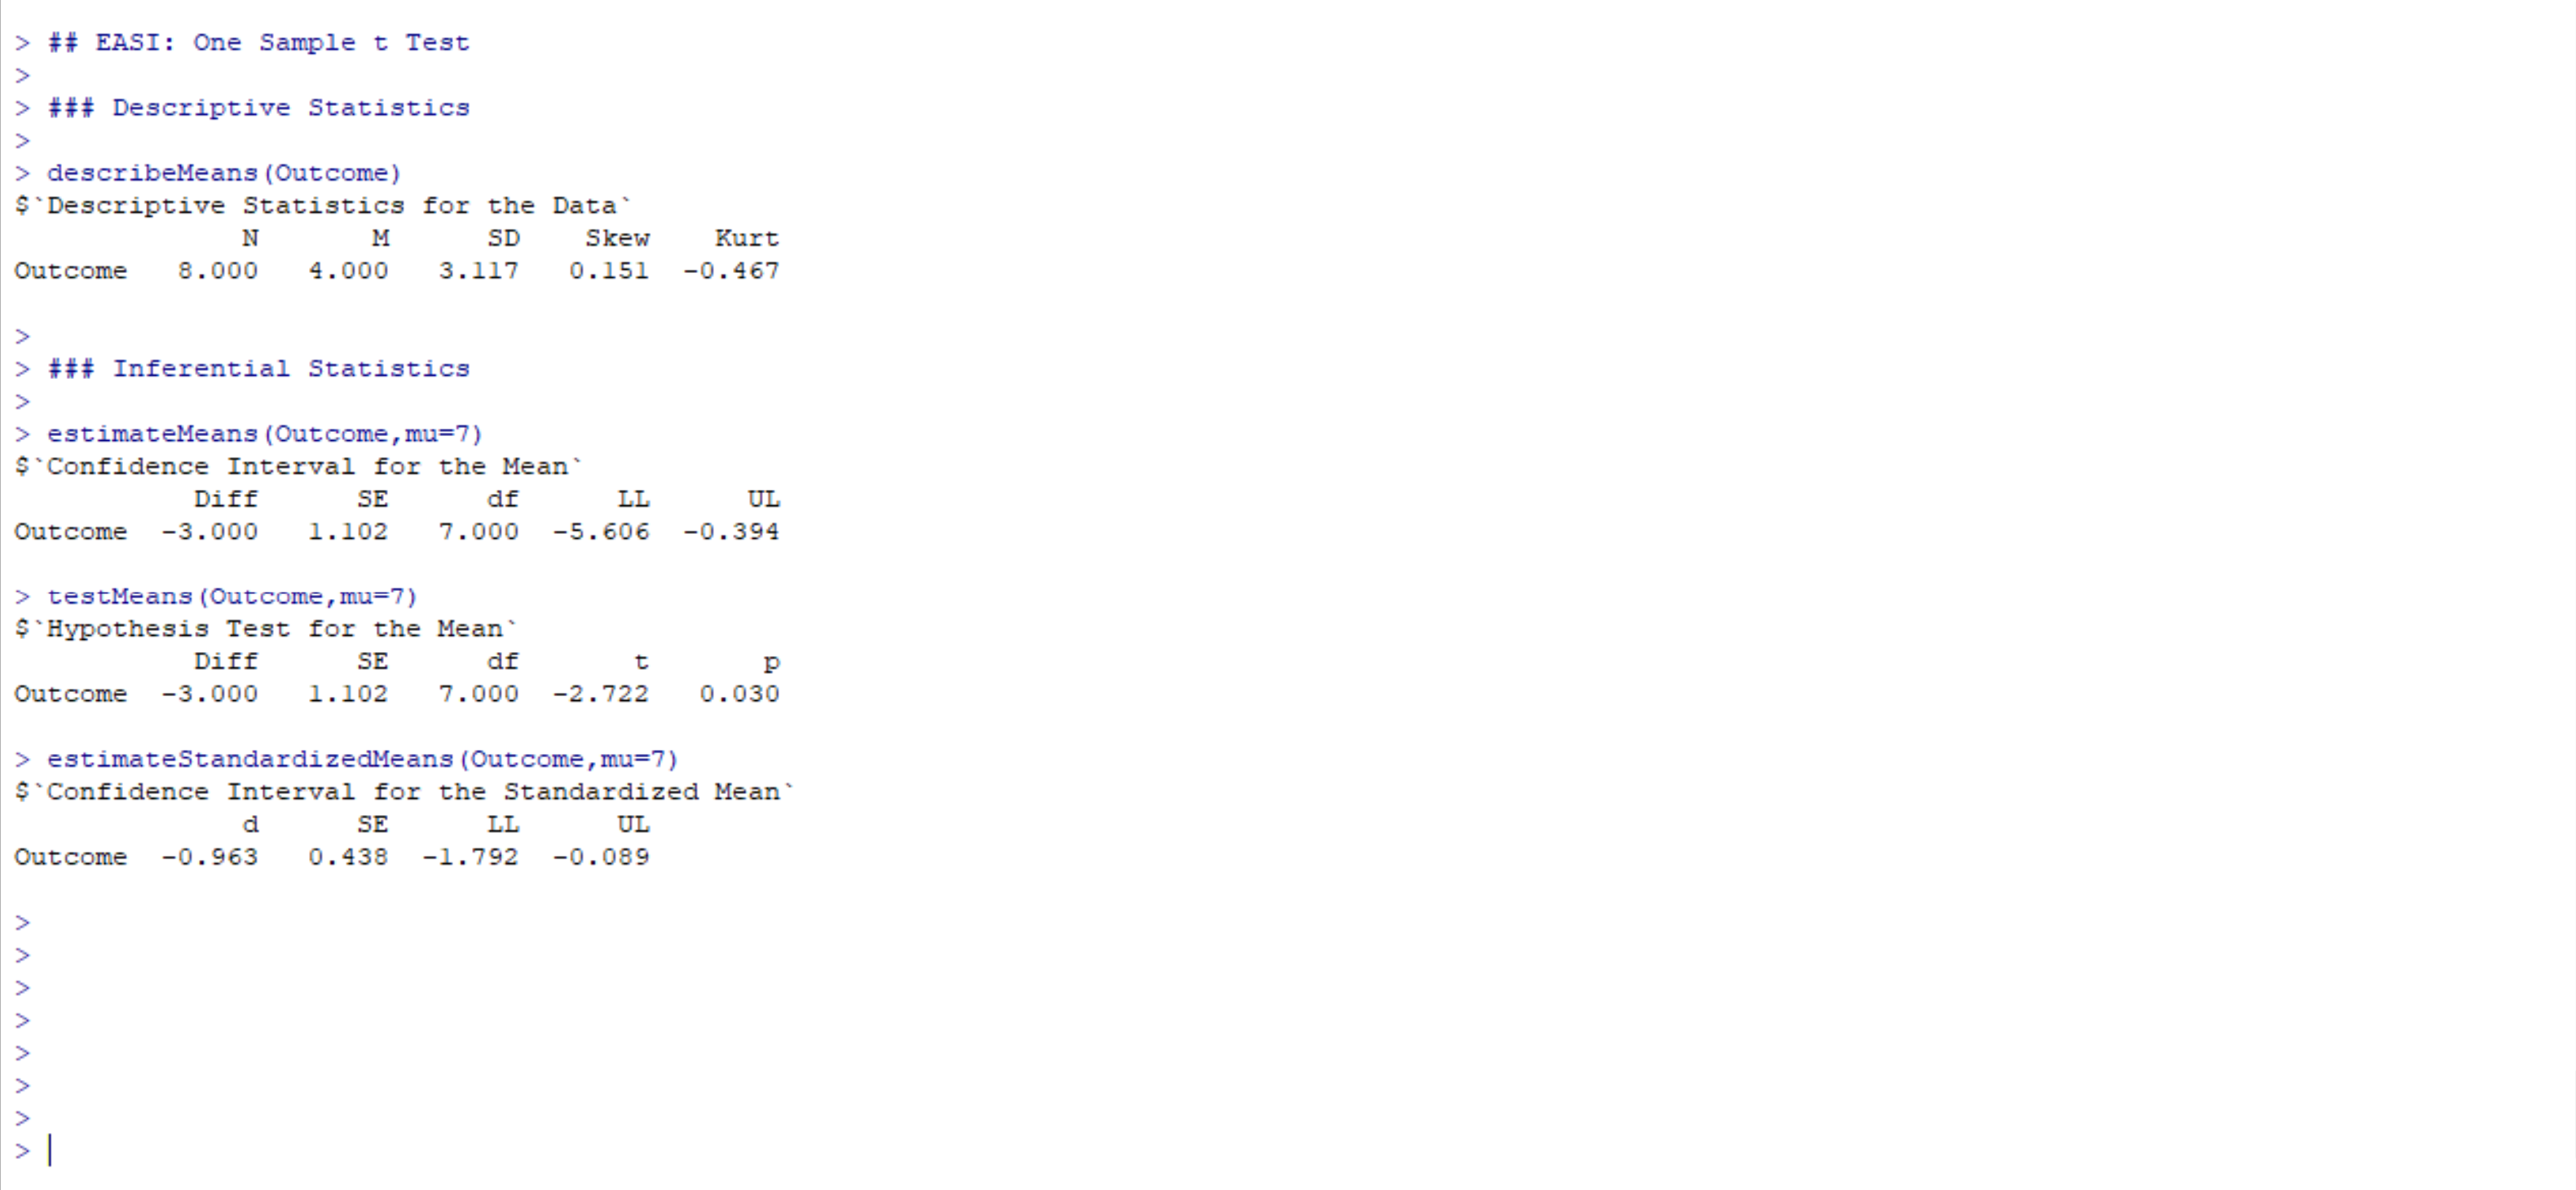 > ## EASI: One Sample t Test
>
> ### Descriptive Statistics
>
> describeMeans(Outcome)
$`Descriptive Statistics for the Data`
              N      M      SD    Skew    Kurt
Outcome   8.000   4.000   3.117   0.151  -0.467
>
> ### Inferential Statistics
>
> estimateMeans(Outcome,mu=7)
$`Confidence Interval for the Mean`
           Diff      SE      df      LL      UL
Outcome  -3.000   1.102   7.000  -5.606  -0.394
> testMeans(Outcome,mu=7)
$`Hypothesis Test for the Mean`
           Diff      SE      df       t       p
Outcome  -3.000   1.102   7.000  -2.722   0.030
> estimateStandardizedMeans(Outcome,mu=7)
$`Confidence Interval for the Standardized Mean`
              d      SE      LL      UL
Outcome  -0.963   0.438  -1.792  -0.089
>
>
>
>
>
>
>
>